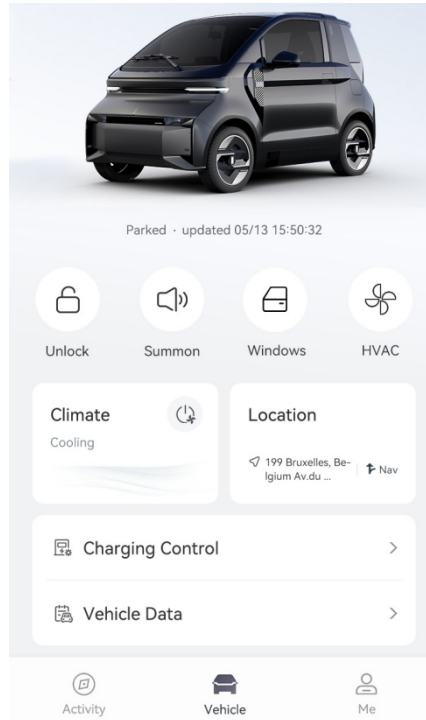 Parked · updated 05/13 15:50:32
Unlock
Summon
Windows
HVAC
Climate
Cooling
Location
199 Bruxelles, Be-
lgium Av.du ...
Nav
Charging Control
Vehicle Data
Activity
Vehicle
Me